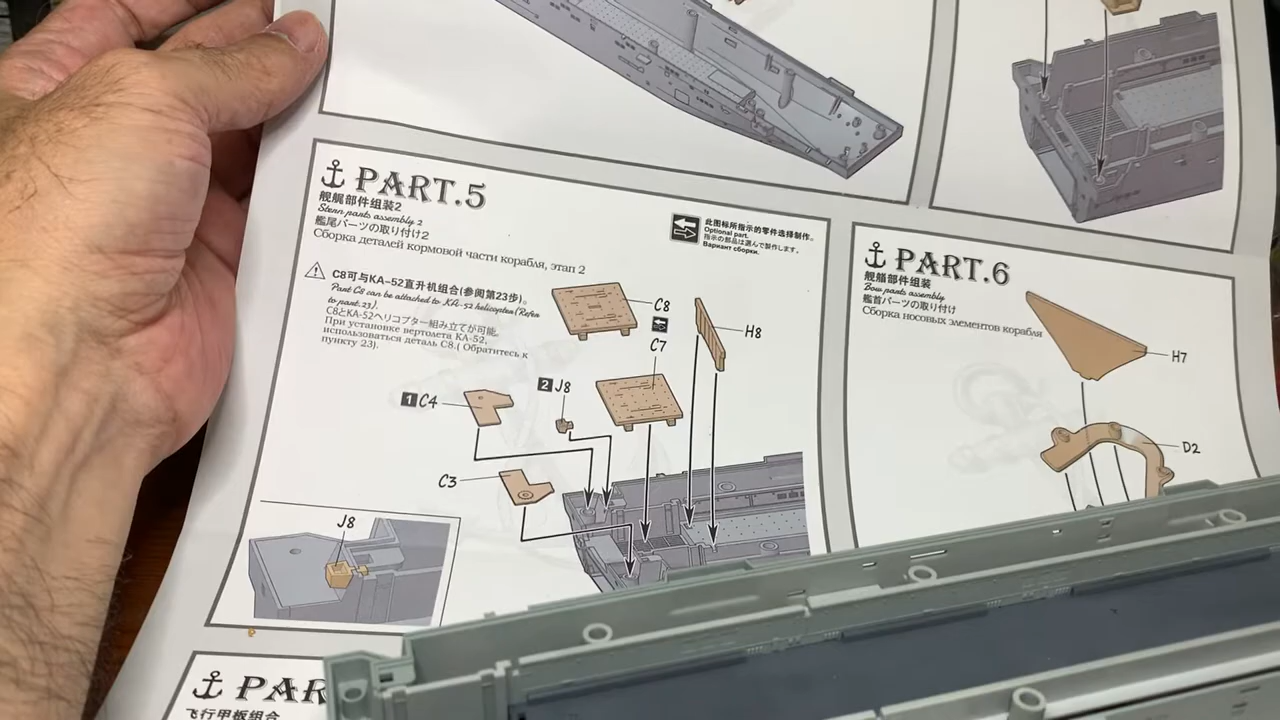 PART.5
舰艉部件组装2
Stern parts assembly 2
艦尾パーツの取り付け2
Сборка деталей кормовой части корабля, этап 2
此图标所指示的零件选择制作。
Optional part.
指示の部品は選んで製作します。
Вариант сборки.
C8可与KA-52直升机组合(参阅第23步)。
Part C8 can be attached to KA-52 helicopter (Refer
to part.23).
C8とKA-52ヘリコプター組み立てが可能。
При установке вертолета KA-52,
использоваться деталь C8.( Обратитесь к
пункту 23).
C8
H8
C7
2 J8
1 C4
C3
J8
PART.6
舰艏部件组装
Bow parts assembly
艦首パーツの取り付け
Сборка носовых элементов корабля
H7
D2
PAR
飞行甲板组合